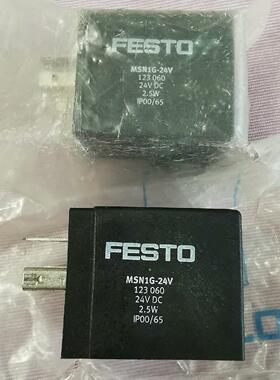 FESTO
MSN1G-24V
123 060
24V DC
2.5W
IP00/65
FESTO
MSN1G-24V
123 060
24V DC
2.5W
IP00/65